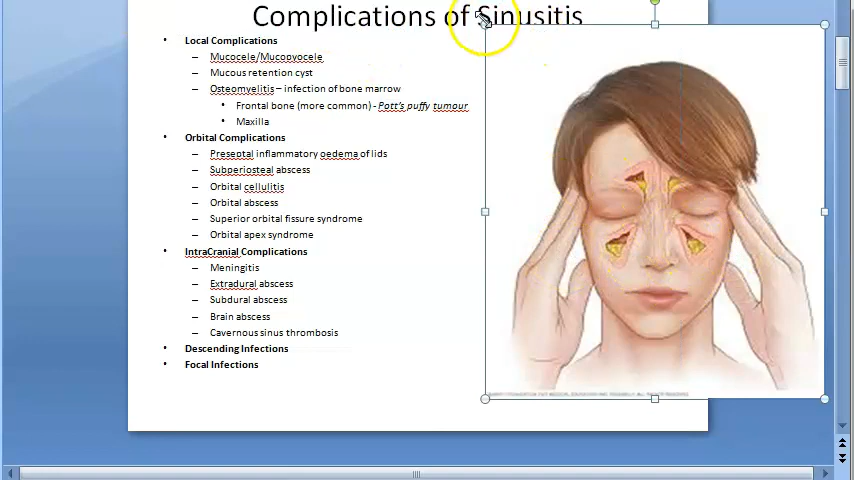 Complications of Sinusitis
• Local Complications
– Mucocele/Mucopyocele
– Mucous retention cyst
– Osteomyelitis – infection of bone marrow
• Frontal bone (more common) - Pott's puffy tumour
• Maxilla
• Orbital Complications
– Preseptal inflammatory oedema of lids
– Subperiosteal abscess
– Orbital cellulitis
– Orbital abscess
– Superior orbital fissure syndrome
– Orbital apex syndrome
• IntraCranial Complications
– Meningitis
– Extradural abscess
– Subdural abscess
– Brain abscess
– Cavernous sinus thrombosis
• Descending Infections
• Focal Infections